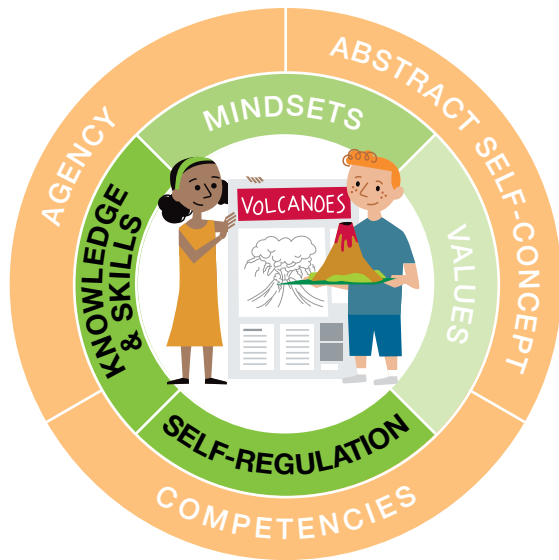 AGENCY
ABSTRACT SELF-CONCEPT
COMPETENCIES
MINDSETS
VALUES
SELF-REGULATION
KNOWLEDGE
& SKILLS
VOLCANOES